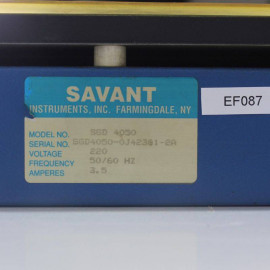 SAVANT
INSTRUMENTS, INC. FARMINGDALE, NY
EF087
MODEL NO. SGD 4050
SERIAL NO.
VOLTAGE 220
FREQUENCY 50/60 HZ
AMPERES 3.5